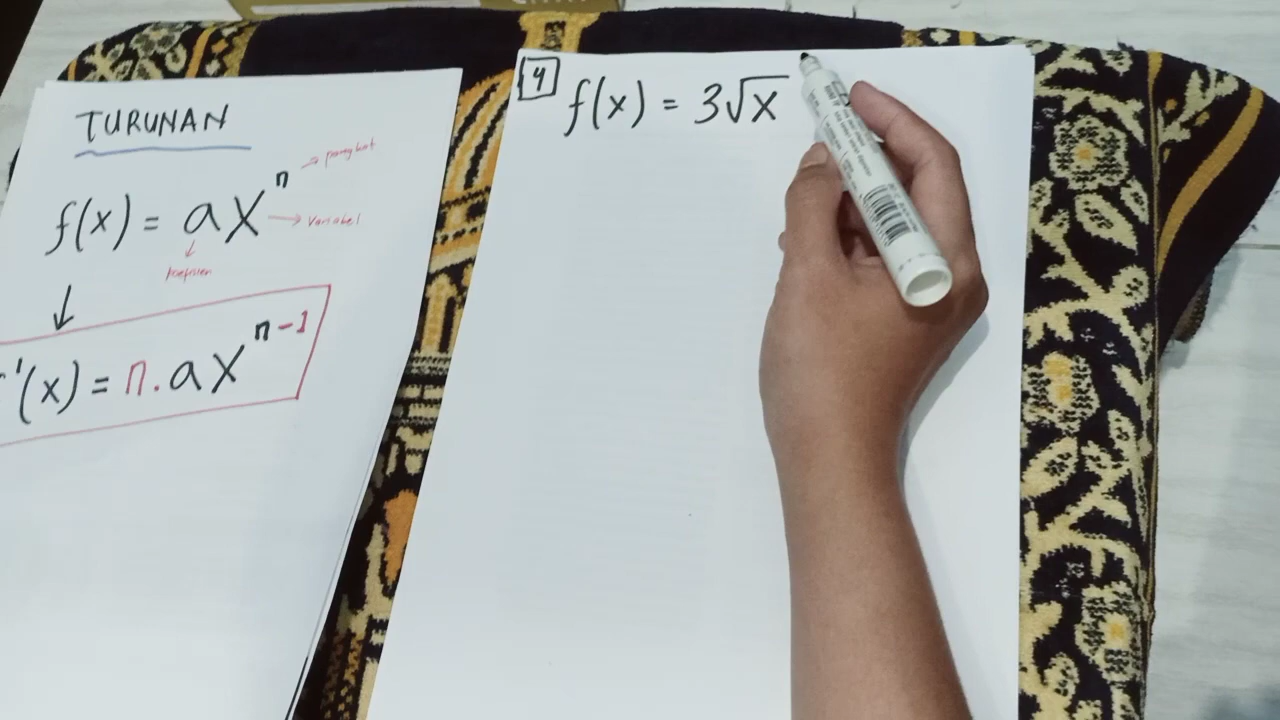 TURUNAN
f(x) = ax^n → pangkat
→ variabel
↓
koefisien
↓
f'(x) = n . ax^n-1
4 f(x) = 3√x